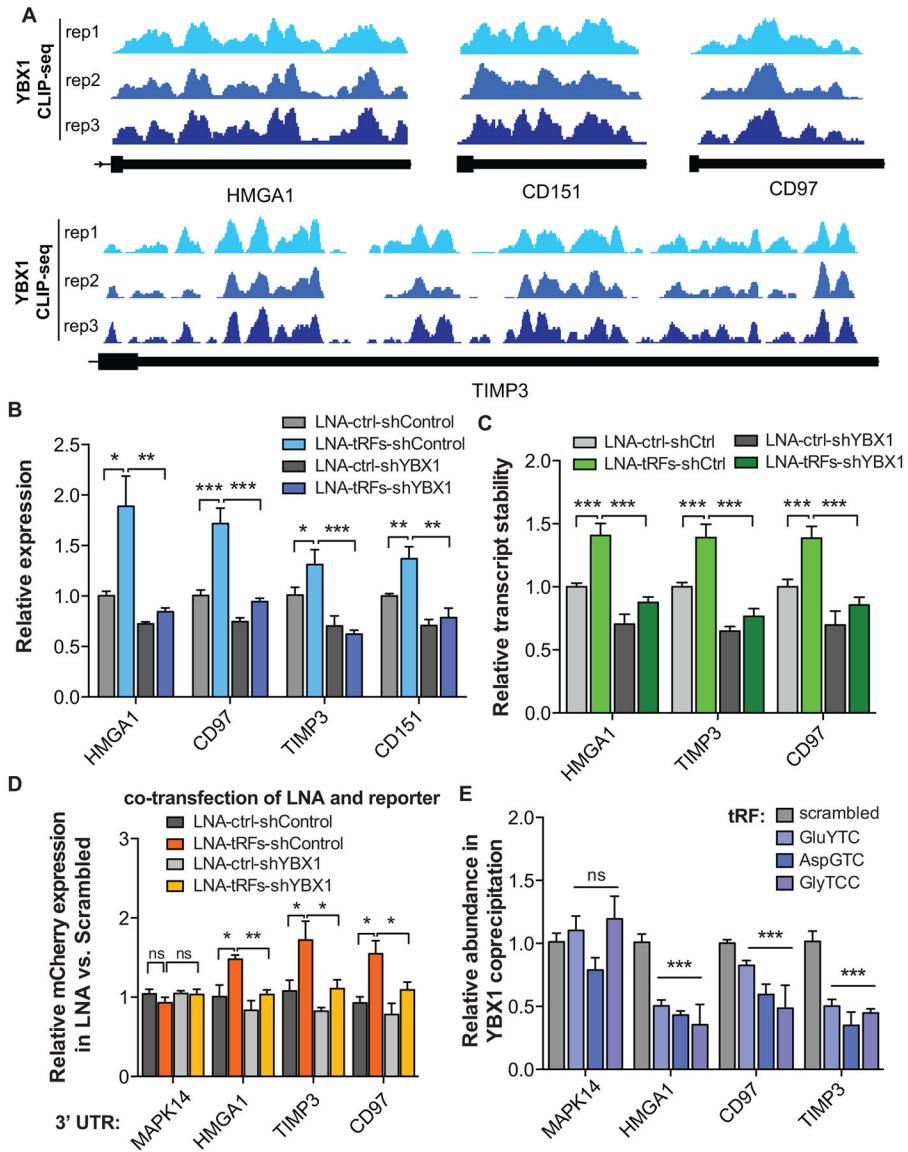 A
YBX1
CLIP-seq
rep1
rep2
rep3
HMGA1
CD151
CD97
YBX1
CLIP-seq
rep1
rep2
rep3
TIMP3
B
LNA-ctrl-shControl
LNA-tRFs-shControl
LNA-ctrl-shYBX1
LNA-tRFs-shYBX1
Relative expression
2.5
2.0
1.5
1.0
0.5
0.0
* **
*** ***
* ***
** **
HMGA1
CD97
TIMP3
CD151
C
LNA-ctrl-shCtrl
LNA-ctrl-shYBX1
LNA-tRFs-shCtrl
LNA-tRFs-shYBX1
Relative transcript stability
2.0
1.5
1.0
0.5
0.0
*** ***
*** ***
*** ***
HMGA1
TIMP3
CD97
D
co-transfection of LNA and reporter
LNA-ctrl-shControl
LNA-tRFs-shControl
LNA-ctrl-shYBX1
LNA-tRFs-shYBX1
Relative mCherry expression
in LNA vs. Scrambled
3
2
1
0
ns ns
* **
* *
* *
3' UTR:
MAPK14
HMGA1
TIMP3
CD97
E
tRF:
scrambled
GluYTC
AspGTC
GlyTCC
Relative abundance in
YBX1 coprecipitation
2.0
1.5
1.0
0.5
0.0
ns
***
***
***
MAPK14
HMGA1
CD97
TIMP3